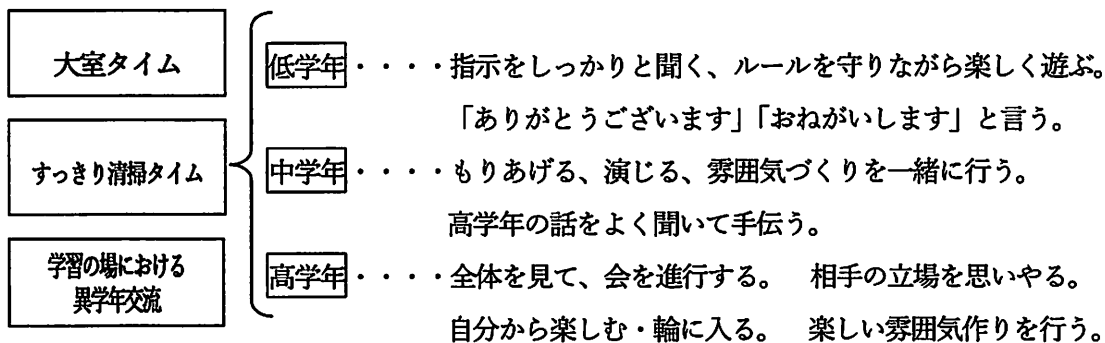 大室タイム
すっきり清掃タイム
学習の場における
異学年交流
低学年・・・・指示をしっかりと聞く、ルールを守りながら楽しく遊ぶ。
「ありがとうございます」「おねがいします」と言う。
中学年・・・・もりあげる、演じる、雰囲気づくりを一緒に行う。
高学年の話をよく聞いて手伝う。
高学年・・・・全体を見て、会を進行する。　相手の立場を思いやる。
自分から楽しむ・輪に入る。　楽しい雰囲気作りを行う。